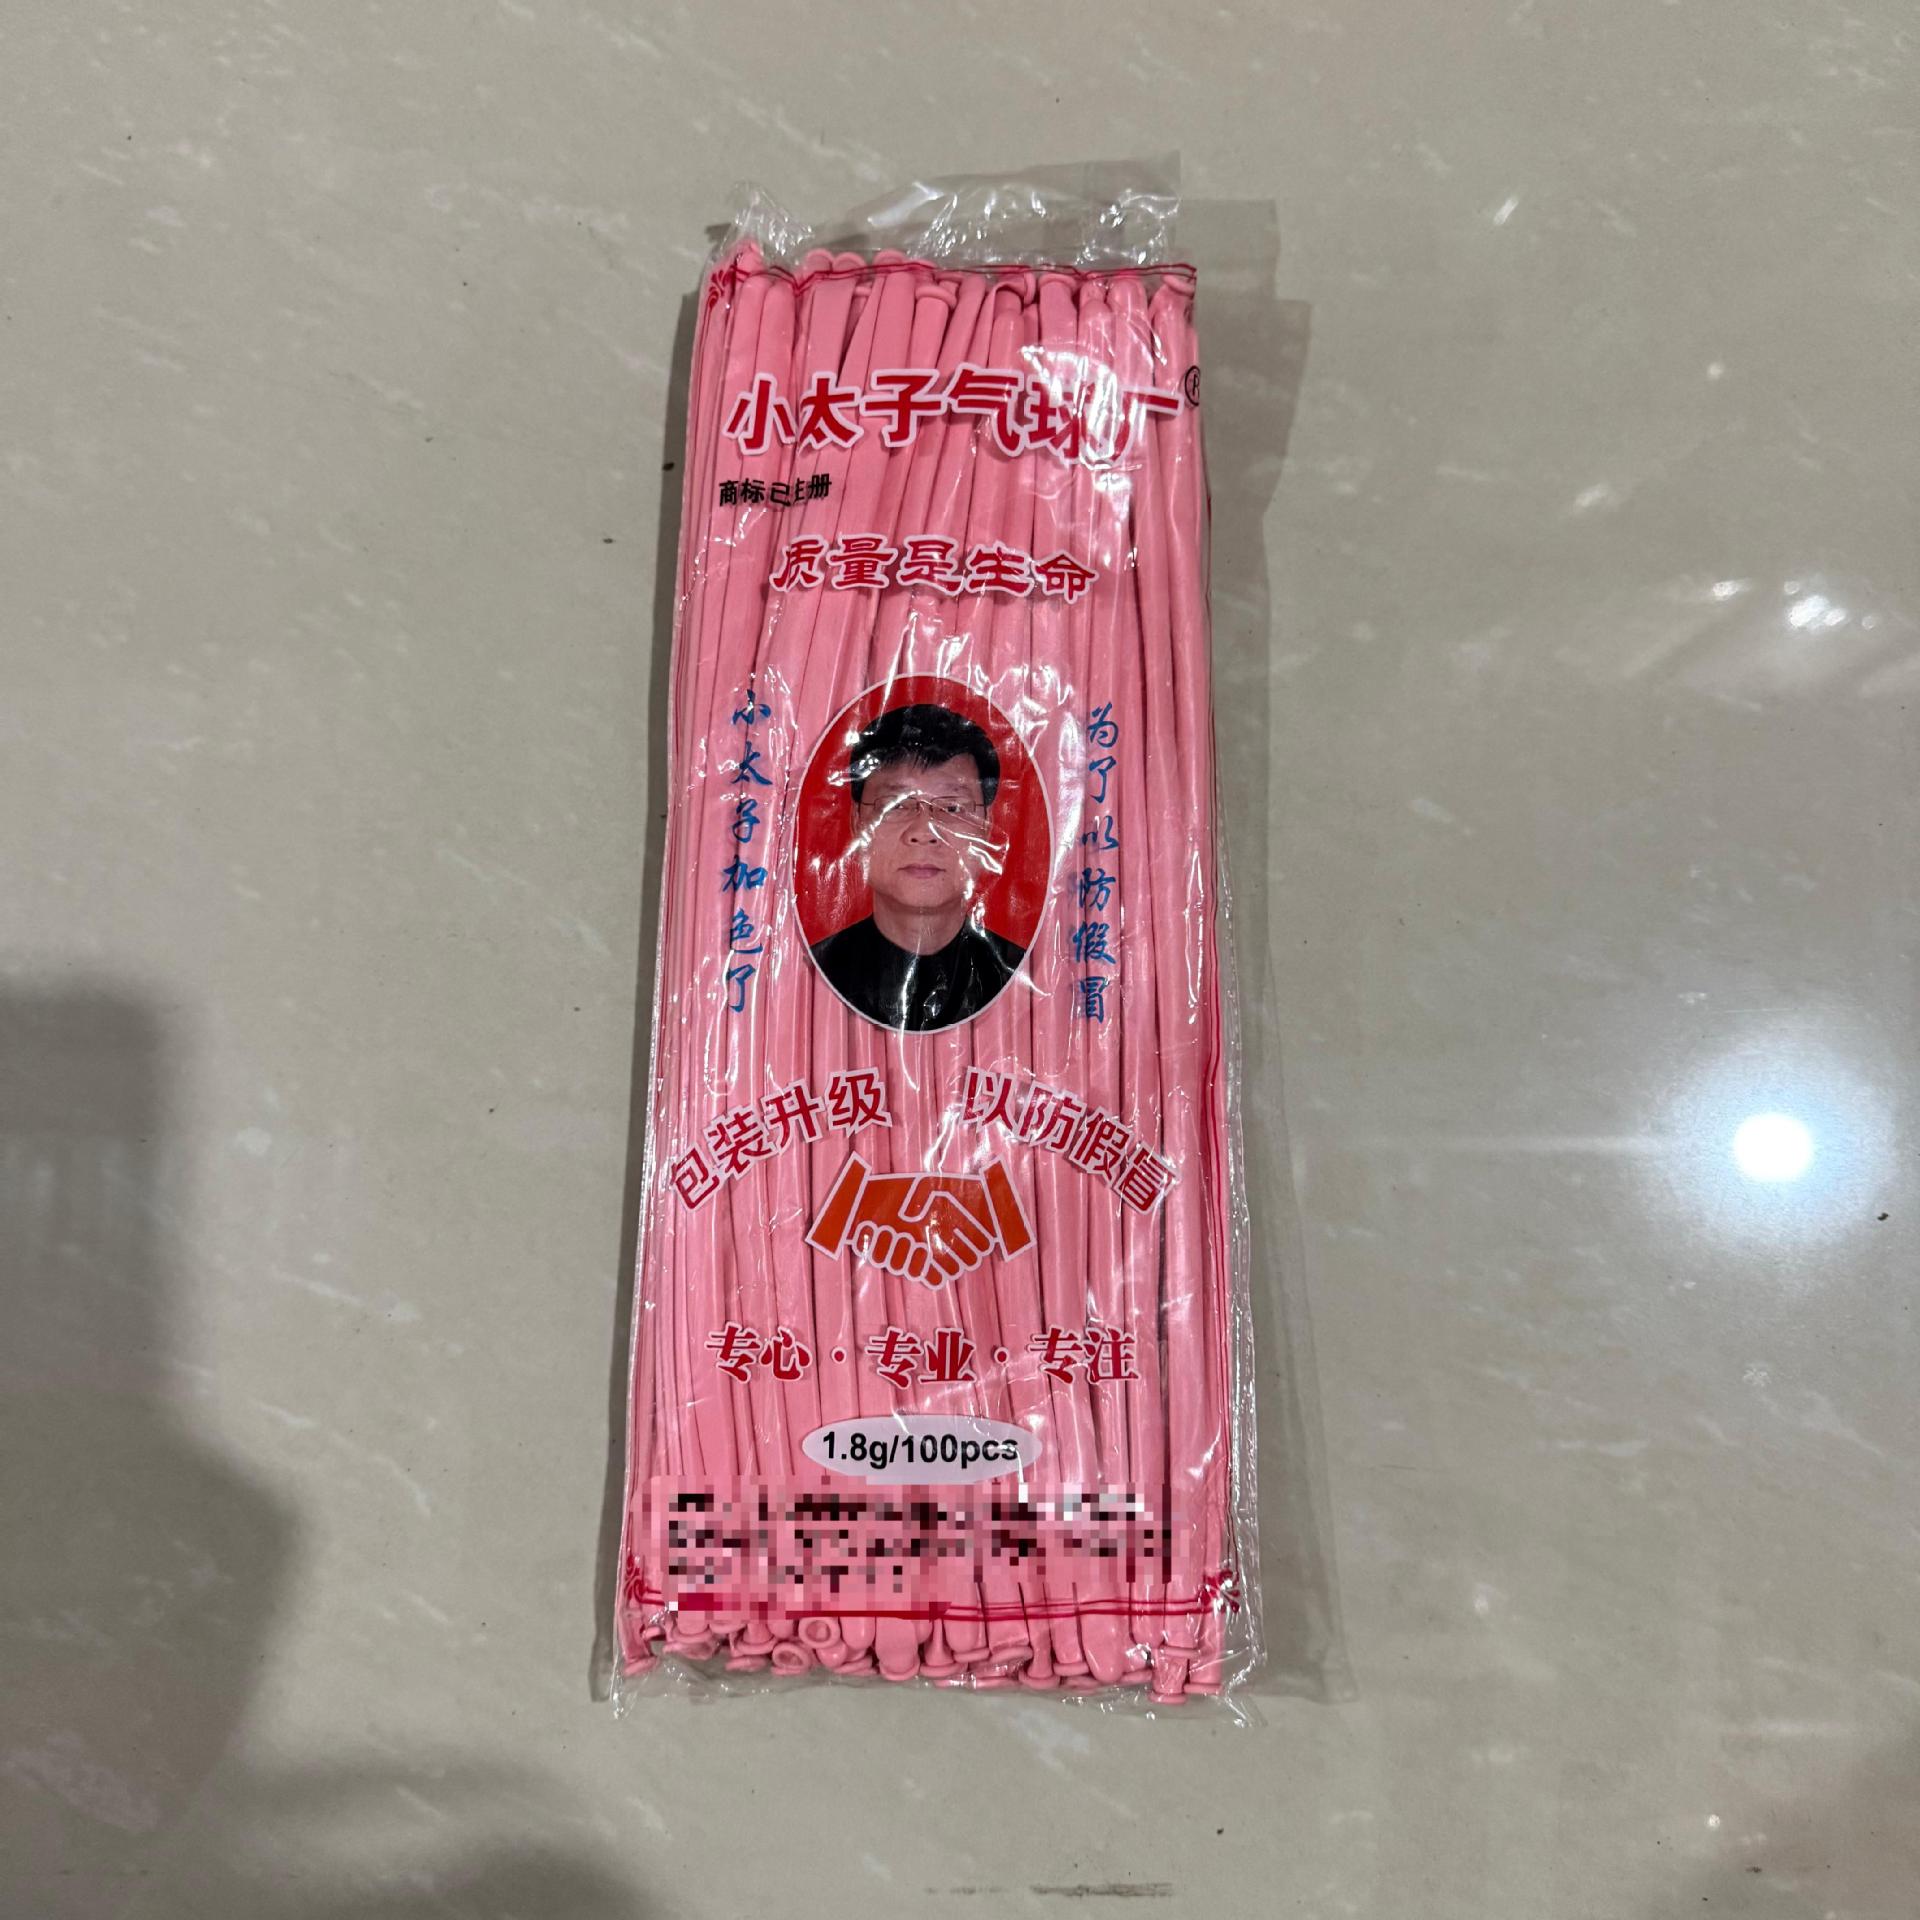 小太子气球厂®
商标已注册
质量是生命
小太子加色了
为了以防假冒
包装升级 以防假冒
专心·专业·专注
1.8g/100pcs